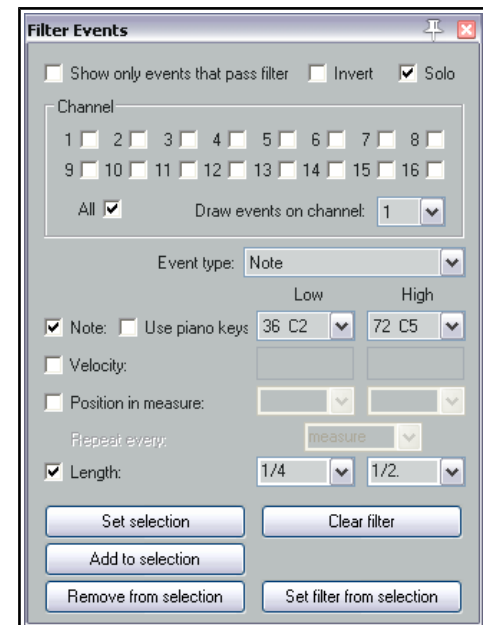 Filter Events
Show only events that pass filter Invert Solo
Channel
1 2 3 4 5 6 7 8
9 10 11 12 13 14 15 16
All Draw events on channel: 1
Event type: Note
Low High
Note: Use piano keys 36 C2 72 C5
Velocity:
Position in measure:
Repeat every: measure
Length: 1/4 1/2.
Set selection Clear filter
Add to selection
Remove from selection Set filter from selection